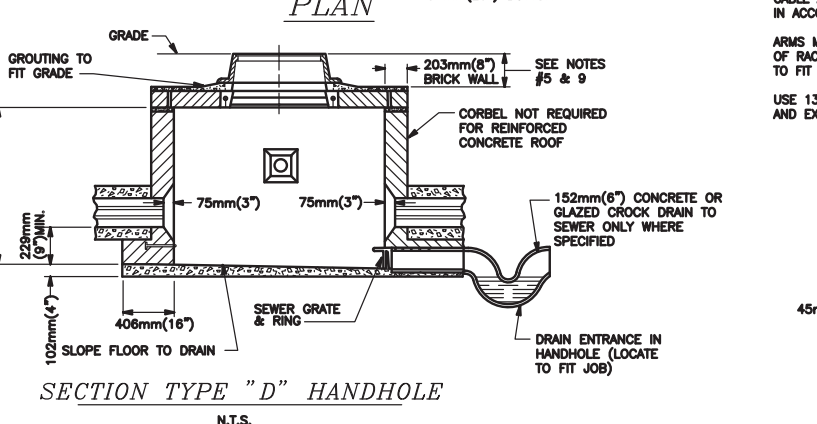 PLAN
GRADE
GROUTING TO
FIT GRADE
203mm(8")
BRICK WALL
SEE NOTES
#5 & 9
CORBEL NOT REQUIRED
FOR REINFORCED
CONCRETE ROOF
IN ACCO
ARMS M
OF RAC
TO FIT
USE 13
AND EX
75mm(3")
75mm(3")
229mm
(9")MIN.
152mm(6") CONCRETE OR
GLAZED CROCK DRAIN TO
SEWER ONLY WHERE
SPECIFIED
406mm(16")
102mm(4")
SEWER GRATE
& RING
SLOPE FLOOR TO DRAIN
DRAIN ENTRANCE IN
HANDHOLE (LOCATE
TO FIT JOB)
45m
SECTION TYPE "D" HANDHOLE
N.T.S.